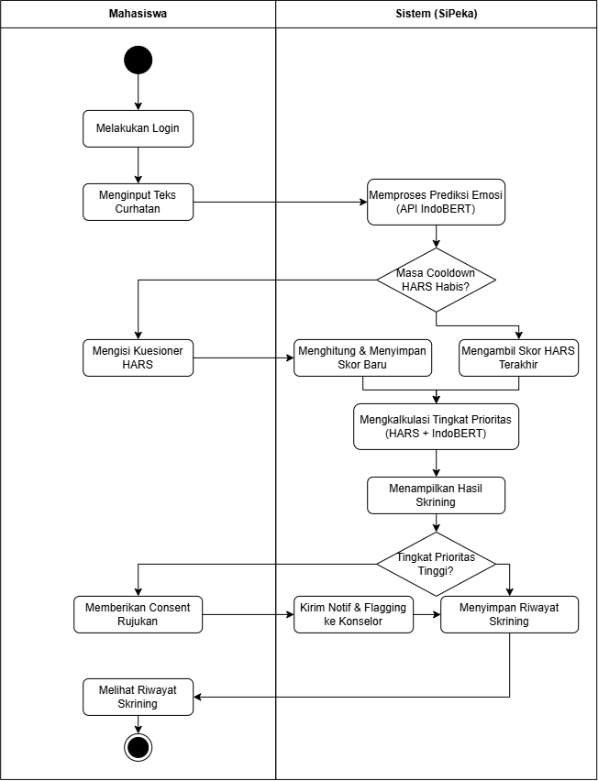 Mahasiswa
Sistem (SiPeka)
Melakukan Login
Menginput Teks
Curhatan
Memproses Prediksi Emosi
(API IndoBERT)
Masa Cooldown
HARS Habis?
Mengisi Kuesioner
HARS
Menghitung & Menyimpan
Skor Baru
Mengambil Skor HARS
Terakhir
Mengkalkulasi Tingkat Prioritas
(HARS + IndoBERT)
Menampilkan Hasil
Skrining
Tingkat Prioritas
Tinggi?
Memberikan Consent
Rujukan
Kirim Notif & Flagging
ke Konselor
Menyimpan Riwayat
Skrining
Melihat Riwayat
Skrining